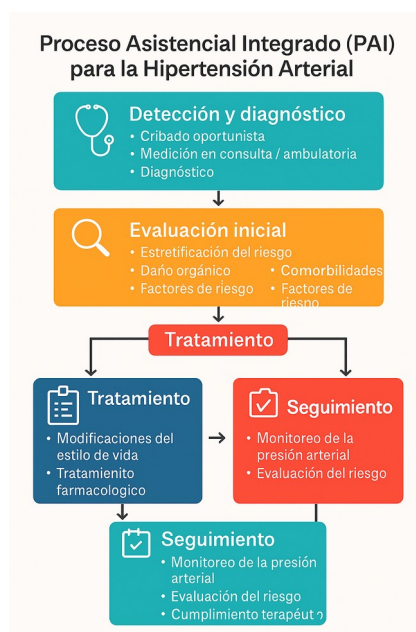 Proceso Asistencial Integrado (PAI)
para la Hipertensión Arterial
Detección y diagnóstico
• Cribado oportunista
• Medición en consulta / ambulatoria
• Diagnóstico
Evaluación inicial
• Estretificación del riesgo
• Daño orgánico
• Factores de riesgo
• Comorbilidades
• Factores de
riesno
Tratamiento
Tratamiento
• Modificaciones del
estilo de vida
• Tratamienito
farmacologico
Seguimiento
• Monitoreo de la
presión arterial
• Evaluación del riesgo
Seguimiento
• Monitoreo de la presión
arterial
• Evaluación del riesgo
• Cumplimiento terapéut